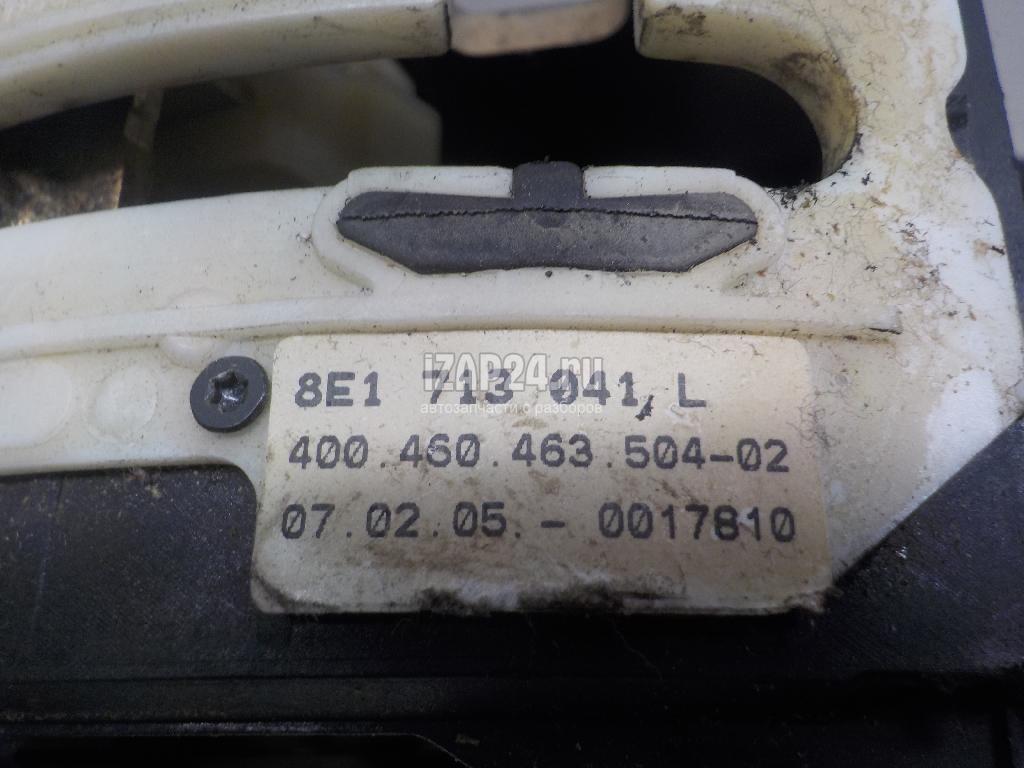 iZAP24.ru
8E1 713 041 L
автозапчасти с разборов
400.460.463.504-02
07.02.05. - 0017810